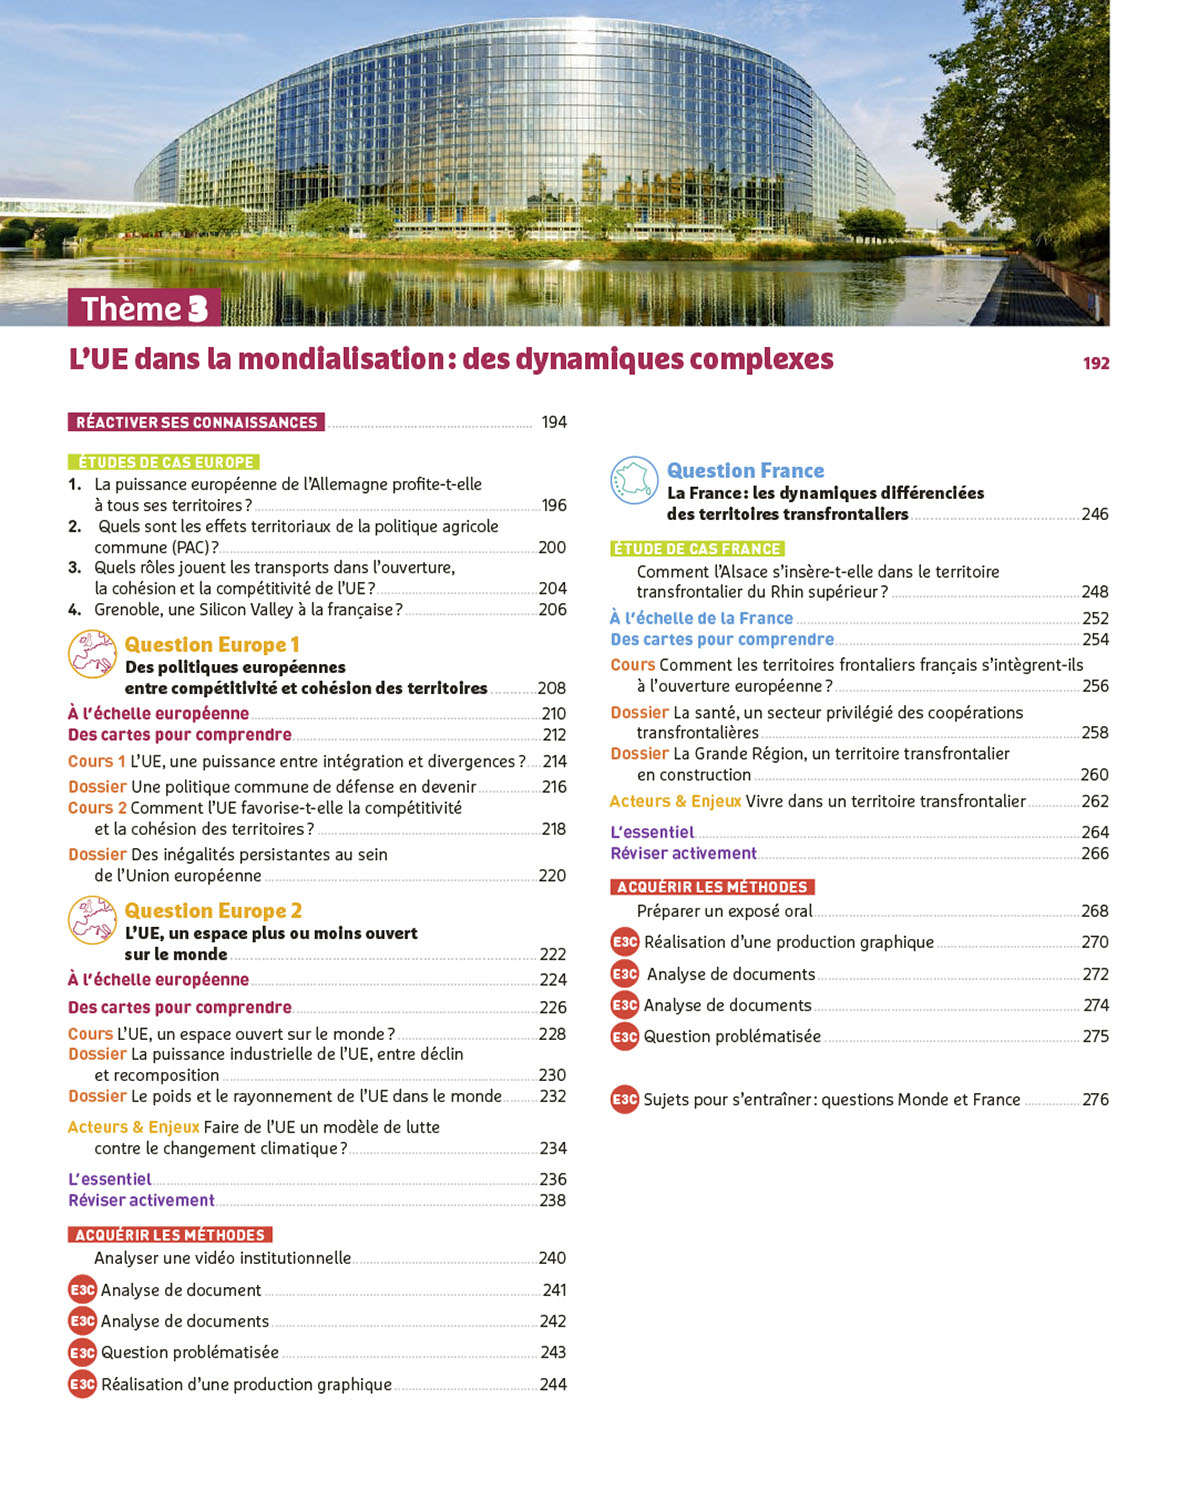 Thème 3
L'UE dans la mondialisation : des dynamiques complexes 192
RÉACTIVER SES CONNAISSANCES 194
ÉTUDES DE CAS EUROPE
1. La puissance européenne de l'Allemagne profite-t-elle
à tous ses territoires ? 196
2. Quels sont les effets territoriaux de la politique agricole
commune (PAC) ? 200
3. Quels rôles jouent les transports dans l'ouverture,
la cohésion et la compétitivité de l'UE ? 204
4. Grenoble, une Silicon Valley à la française ? 206
Question Europe 1
Des politiques européennes
entre compétitivité et cohésion des territoires 208
À l'échelle européenne 210
Des cartes pour comprendre 212
Cours 1 L'UE, une puissance entre intégration et divergences ? 214
Dossier Une politique commune de défense en devenir 216
Cours 2 Comment l'UE favorise-t-elle la compétitivité
et la cohésion des territoires ? 218
Dossier Des inégalités persistantes au sein
de l'Union européenne 220
Question Europe 2
L'UE, un espace plus ou moins ouvert
sur le monde 222
À l'échelle européenne 224
Des cartes pour comprendre 226
Cours L'UE, un espace ouvert sur le monde ? 228
Dossier La puissance industrielle de l'UE, entre déclin
et recomposition 230
Dossier Le poids et le rayonnement de l'UE dans le monde 232
Acteurs & Enjeux Faire de l'UE un modèle de lutte
contre le changement climatique ? 234
L'essentiel 236
Réviser activement 238
ACQUÉRIR LES MÉTHODES
Analyser une vidéo institutionnelle 240
E3C Analyse de document 241
E3C Analyse de documents 242
E3C Question problématisée 243
E3C Réalisation d'une production graphique 244
Question France
La France : les dynamiques différenciées
des territoires transfrontaliers 246
ÉTUDE DE CAS FRANCE
Comment l'Alsace s'insère-t-elle dans le territoire
transfrontalier du Rhin supérieur ? 248
À l'échelle de la France 252
Des cartes pour comprendre 254
Cours Comment les territoires frontaliers français s'intègrent-ils
à l'ouverture européenne ? 256
Dossier La santé, un secteur privilégié des coopérations
transfrontalières 258
Dossier La Grande Région, un territoire transfrontalier
en construction 260
Acteurs & Enjeux Vivre dans un territoire transfrontalier 262
L'essentiel 264
Réviser activement 266
ACQUÉRIR LES MÉTHODES
Préparer un exposé oral 268
E3C Réalisation d'une production graphique 270
E3C Analyse de documents 272
E3C Analyse de documents 274
E3C Question problématisée 275
E3C Sujets pour s'entraîner : questions Monde et France 276